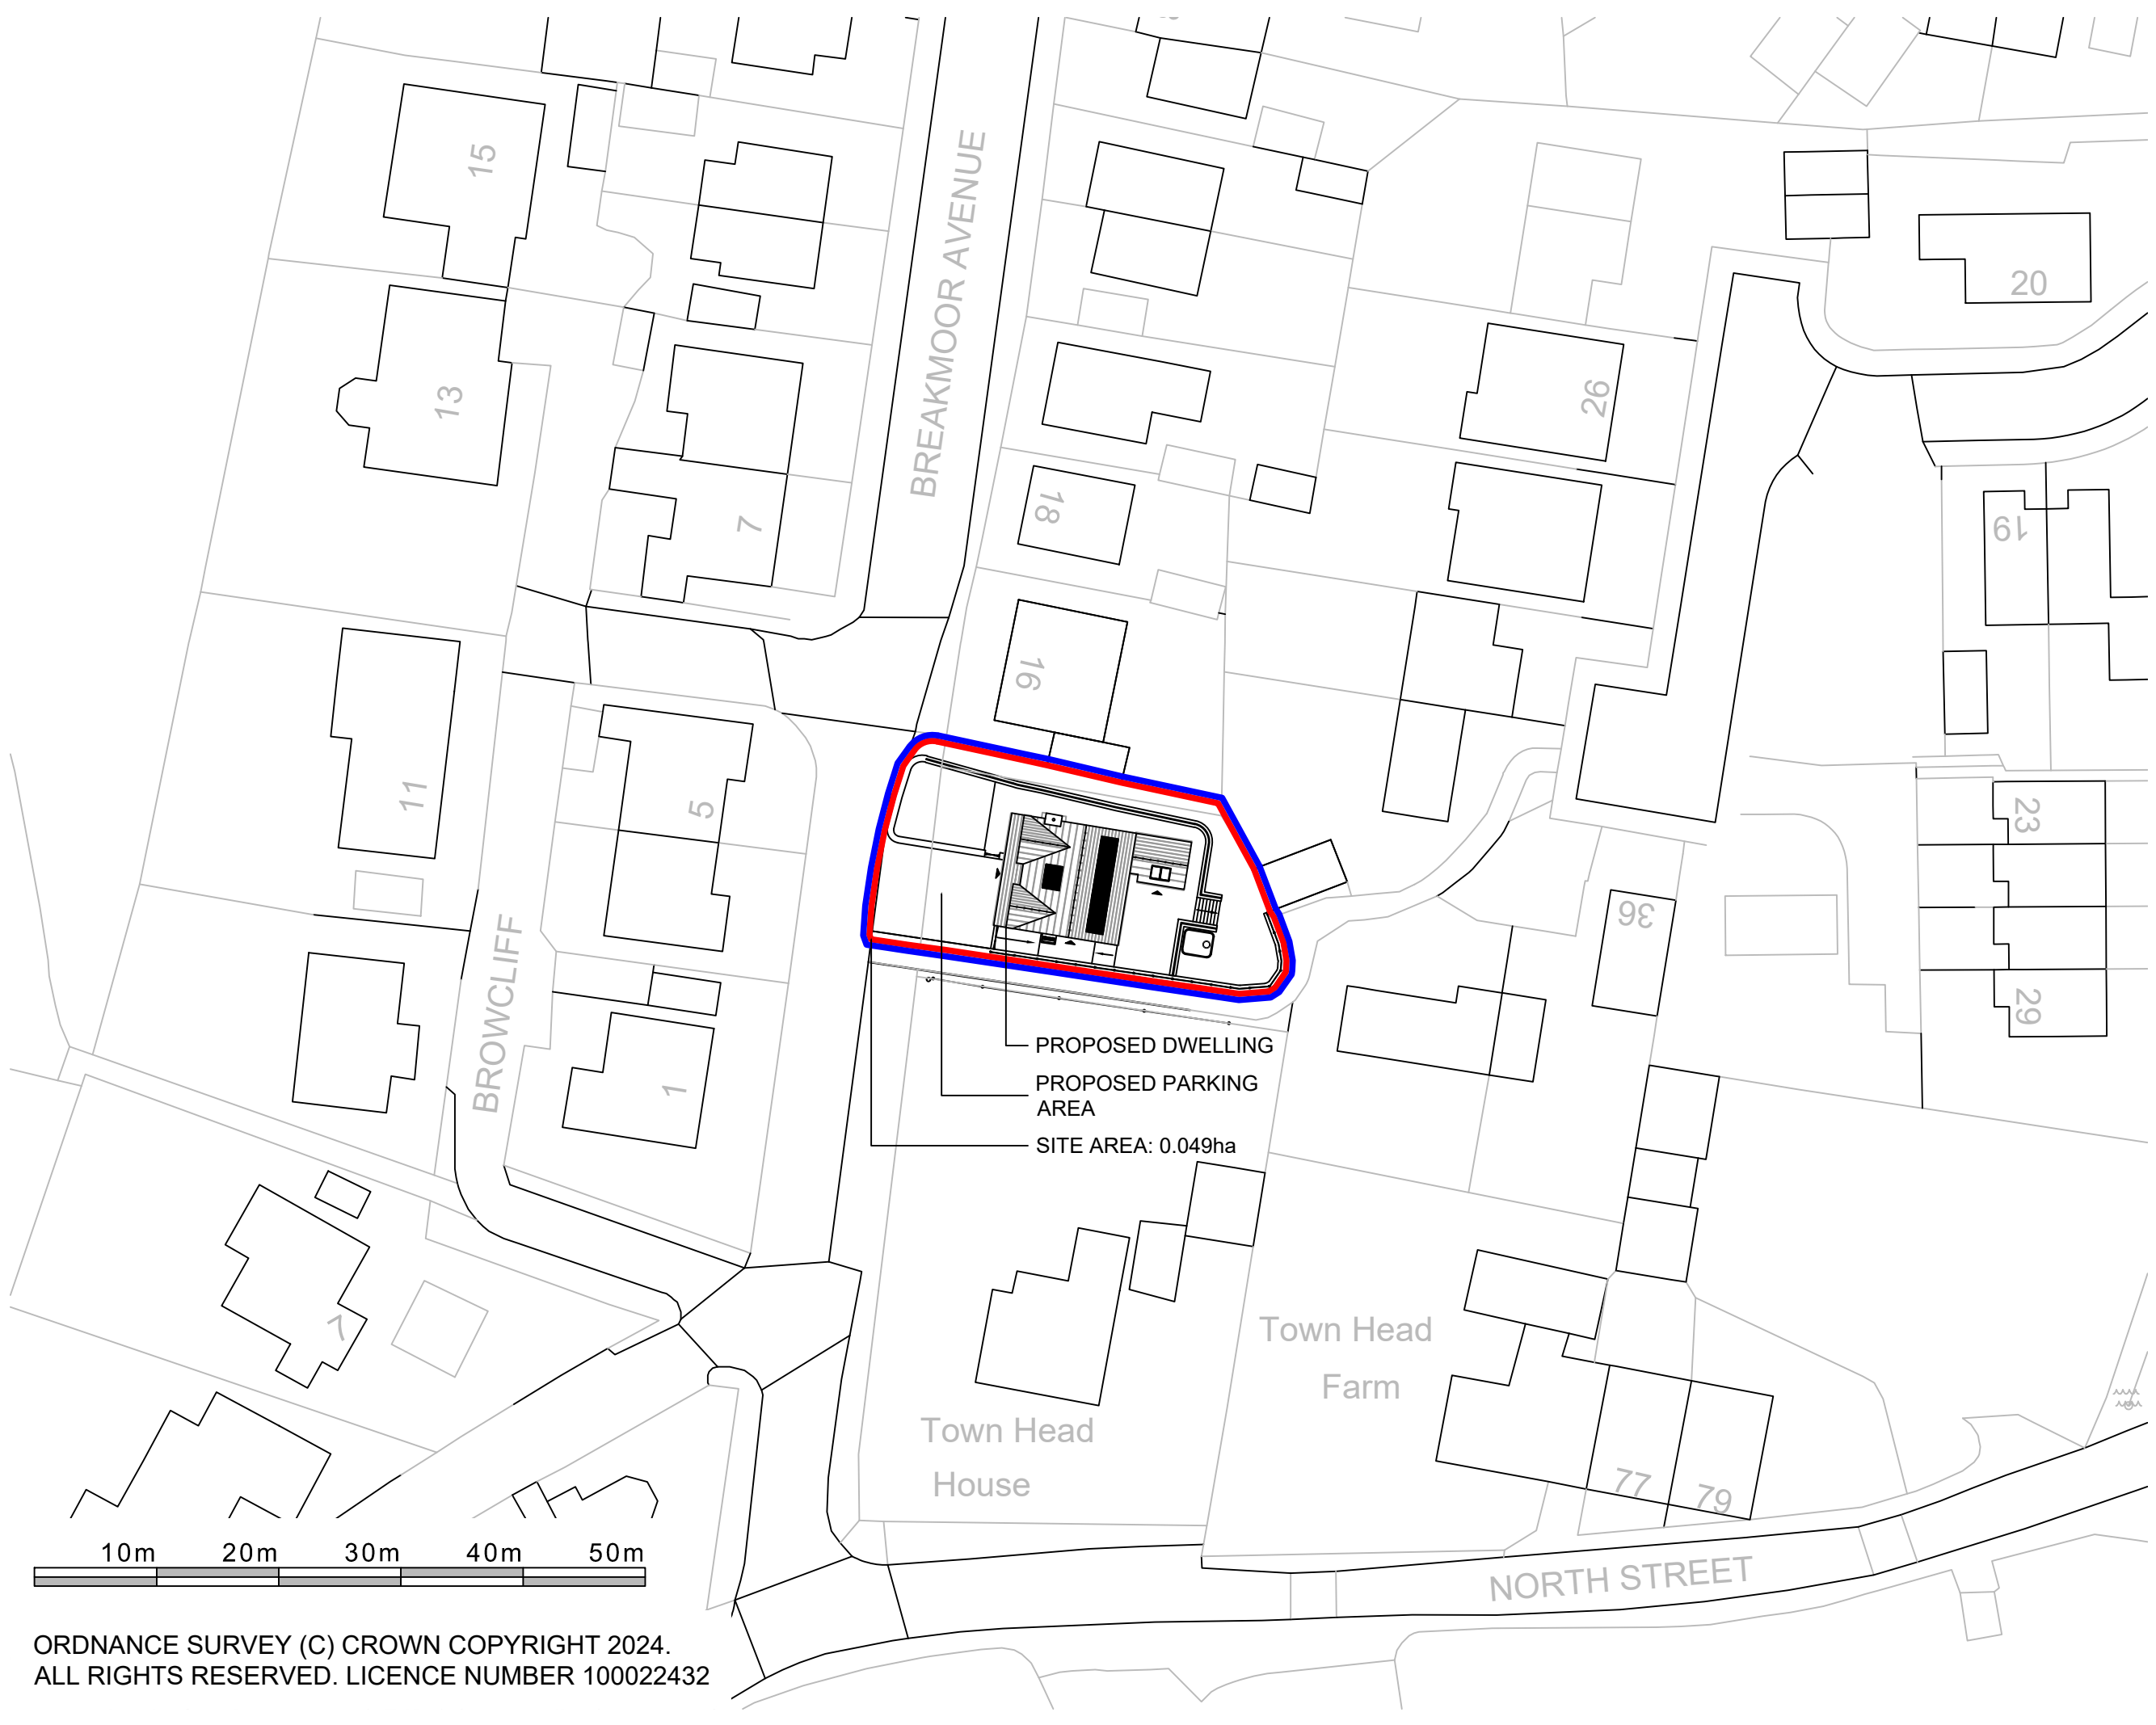 15
BREAKMOOR AVENUE
20
13
26
18
7
19
16
11
5
23
36
BROWCLIFF
29
PROPOSED DWELLING
1
PROPOSED PARKING
AREA
SITE AREA: 0.049ha
7
Town Head
Farm
Town Head
House
77
79
10m 20m 30m 40m 50m
NORTH STREET
ORDNANCE SURVEY (C) CROWN COPYRIGHT 2024.
ALL RIGHTS RESERVED. LICENCE NUMBER 100022432